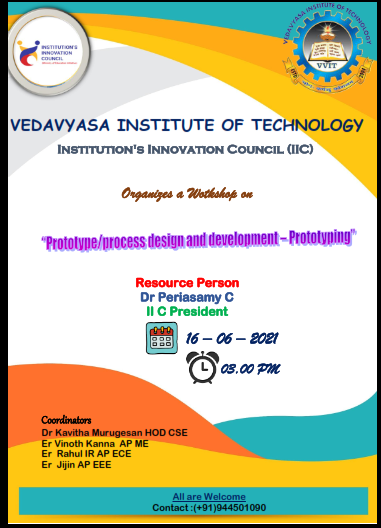 INSTITUTION'S
INNOVATION
COUNCIL
VEDAVYASA INSTITUTE OF TECHNOLOGY
VVIT
VEDAVYASA INSTITUTE OF TECHNOLOGY
INSTITUTION'S INNOVATION COUNCIL (IIC)
Organizes a Wotkshop on
"Prototype/process design and development – Prototyping"
Resource Person
Dr Periasamy C
II C President
16 – 06 – 2021
03.00 PM
Coordinators
Dr Kavitha Murugesan HOD CSE
Er Vinoth Kanna AP ME
Er Rahul IR AP ECE
Er Jijin AP EEE
All are Welcome
Contact :(+91)944501090